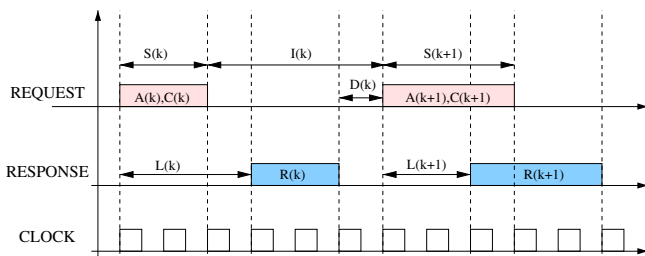 S(k) I(k) S(k+1)
D(k)
REQUEST A(k),C(k) A(k+1),C(k+1)
L(k) L(k+1)
RESPONSE R(k) R(k+1)
CLOCK